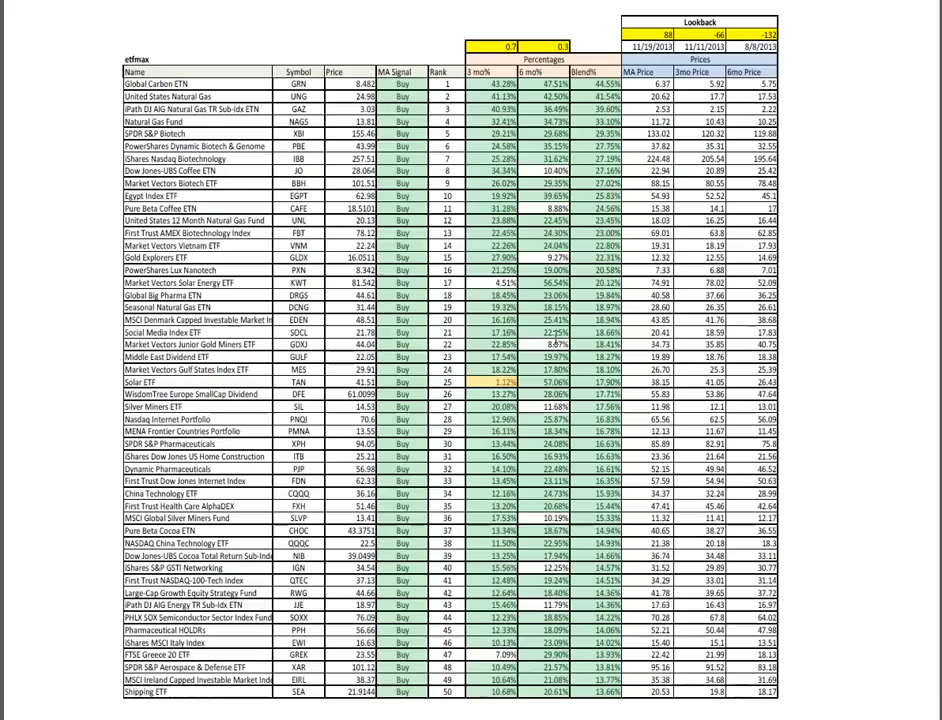 Lookback
88 -66 -132
0.7 0.3 11/19/2013 11/11/2013 8/8/2013
etfmax Percentages Prices
Name Symbol Price MA Signal Rank 3 mo% 6 mo% Blend% MA Price 3mo Price 6mo Price
Global Carbon ETN GRN 8.482 Buy 1 43.28% 47.51% 44.55% 6.37 5.92 5.75
United States Natural Gas UNG 24.98 Buy 2 41.13% 42.50% 41.54% 20.62 17.7 17.53
iPath DJ AIG Natural Gas TR Sub-Idx ETN GAZ 3.03 Buy 3 40.93% 36.49% 39.60% 2.53 2.15 2.22
Natural Gas Fund NAGS 13.81 Buy 4 32.41% 34.73% 33.10% 11.72 10.43 10.25
SPDR S&P Biotech XBI 155.46 Buy 5 29.21% 29.68% 29.35% 133.02 120.32 119.88
PowerShares Dynamic Biotech & Genome PBE 43.99 Buy 6 24.58% 35.15% 27.75% 37.82 35.31 32.55
iShares Nasdaq Biotechnology IBB 257.51 Buy 7 25.28% 31.62% 27.19% 224.48 205.54 195.64
Dow Jones-UBS Coffee ETN JO 28.064 Buy 8 34.34% 10.40% 27.16% 22.94 20.89 25.42
Market Vectors Biotech ETF BBH 101.51 Buy 9 26.02% 29.35% 27.02% 88.15 80.55 78.48
Egypt Index ETF EGPT 62.98 Buy 10 19.92% 39.65% 25.83% 54.93 52.52 45.1
Pure Beta Coffee ETN CAFE 18.5101 Buy 11 31.28% 8.88% 24.56% 15.38 14.1 17
United States 12 Month Natural Gas Fund UNL 20.13 Buy 12 23.88% 22.45% 23.45% 18.03 16.25 16.44
First Trust AMEX Biotechnology Index FBT 78.12 Buy 13 22.45% 24.30% 23.00% 69.01 63.8 62.85
Market Vectors Vietnam ETF VNM 22.24 Buy 14 22.26% 24.04% 22.80% 19.31 18.19 17.93
Gold Explorers ETF GLDX 16.0511 Buy 15 27.90% 9.27% 22.31% 12.32 12.55 14.69
PowerShares Lux Nanotech PXN 8.342 Buy 16 21.25% 19.00% 20.58% 7.33 6.88 7.01
Market Vectors Solar Energy ETF KWT 81.542 Buy 17 4.51% 56.54% 20.12% 74.91 78.02 52.09
Global Big Pharma ETN DRGS 44.61 Buy 18 18.45% 23.06% 19.84% 40.58 37.66 36.25
Seasonal Natural Gas ETN DCNG 31.44 Buy 19 19.32% 18.15% 18.97% 28.60 26.35 26.61
MSCI Denmark Capped Investable Market In EDEN 48.51 Buy 20 16.16% 25.41% 18.94% 43.85 41.76 38.68
Social Media Index ETF SOCL 21.78 Buy 21 17.16% 18.66% 20.41 18.59 17.83
Market Vectors Junior Gold Miners ETF GDXJ 44.04 Buy 22 22.85% 18.41% 34.73 35.85 40.75
Middle East Dividend ETF GULF 22.05 Buy 23 17.54% 19.97% 18.27% 19.89 18.76 18.38
Market Vectors Gulf States Index ETF MES 29.91 Buy 24 18.22% 17.80% 18.10% 26.70 25.3 25.39
Solar ETF TAN 41.51 Buy 25 1.12% 57.06% 17.90% 38.15 41.05 26.43
WisdomTree Europe SmallCap Dividend DFE 61.0099 Buy 26 13.27% 28.06% 17.71% 55.83 53.86 47.64
Silver Miners ETF SIL 14.53 Buy 27 20.08% 11.68% 17.56% 11.98 12.1 13.01
Nasdaq Internet Portfolio PNQI 70.6 Buy 28 12.96% 25.87% 16.83% 65.56 62.5 56.09
MENA Frontier Countries Portfolio PMNA 13.55 Buy 29 16.11% 18.34% 16.78% 12.13 11.67 11.45
SPDR S&P Pharmaceuticals XPH 94.05 Buy 30 13.44% 24.08% 16.63% 85.89 82.91 75.8
iShares Dow Jones US Home Construction ITB 25.21 Buy 31 16.50% 16.93% 16.63% 23.36 21.64 21.56
Dynamic Pharmaceuticals PJP 56.98 Buy 32 14.10% 22.48% 16.61% 52.15 49.94 46.52
First Trust Dow Jones Internet Index FDN 62.33 Buy 33 13.45% 23.11% 16.35% 57.59 54.94 50.63
China Technology ETF CQQQ 36.16 Buy 34 12.16% 24.73% 15.93% 34.37 32.24 28.99
First Trust Health Care AlphaDEX FXH 51.46 Buy 35 13.20% 20.68% 15.44% 47.41 45.46 42.64
MSCI Global Silver Miners Fund SLVP 13.41 Buy 36 17.53% 10.19% 15.33% 11.32 11.41 12.17
Pure Beta Cocoa ETN CHOC 43.3751 Buy 37 13.34% 18.67% 14.94% 40.65 38.27 36.55
NASDAQ China Technology ETF QQQC 22.5 Buy 38 11.50% 22.95% 14.93% 21.38 20.18 18.3
Dow Jones-UBS Cocoa Total Return Sub-Inde NIB 39.0499 Buy 39 13.25% 17.94% 14.66% 36.74 34.48 33.11
iShares S&P GSTI Networking IGN 34.54 Buy 40 15.56% 12.25% 14.57% 31.52 29.89 30.77
First Trust NASDAQ-100-Tech Index QTEC 37.13 Buy 41 12.48% 19.24% 14.51% 34.29 33.01 31.14
Large-Cap Growth Equity Strategy Fund RWG 44.66 Buy 42 12.64% 18.40% 14.36% 41.78 39.65 37.72
iPath DJ AIG Energy TR Sub-Idx ETN JJE 18.97 Buy 43 15.46% 11.79% 14.36% 17.63 16.43 16.97
PHLX SOX Semiconductor Sector Index Fund SOXX 76.09 Buy 44 12.23% 18.85% 14.22% 70.28 67.8 64.02
Pharmaceutical HOLDRs PPH 56.66 Buy 45 12.33% 18.09% 14.06% 52.21 50.44 47.98
iShares MSCI Italy Index EWI 16.63 Buy 46 10.13% 23.09% 14.02% 15.40 15.1 13.51
FTSE Greece 20 ETF GREK 23.55 Buy 47 7.09% 29.90% 13.93% 22.42 21.99 18.13
SPDR S&P Aerospace & Defense ETF XAR 101.12 Buy 48 10.49% 21.57% 13.81% 95.16 91.52 83.18
MSCI Ireland Capped Investable Market Inde EIRL 38.37 Buy 49 10.64% 21.08% 13.77% 35.38 34.68 31.69
Shipping ETF SEA 21.9144 Buy 50 10.68% 20.61% 13.66% 20.53 19.8 18.17